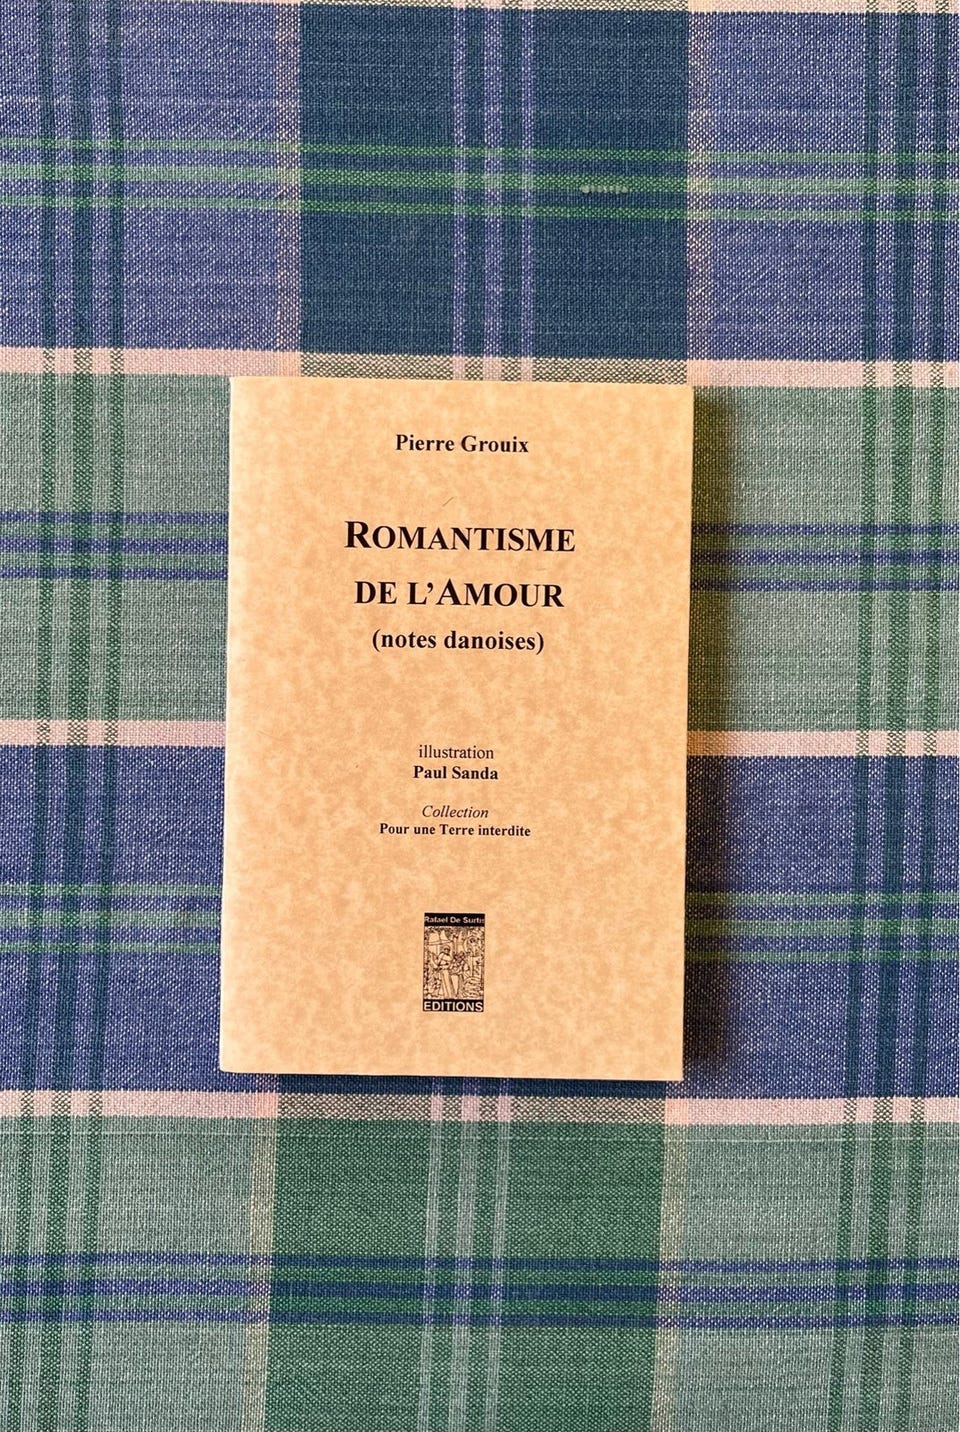 Pierre Grouix
ROMANTISME
DE L’AMOUR
(notes danoises)
illustration
Paul Sanda
Collection
Pour une Terre interdite
Rafael De Surtis
EDITIONS